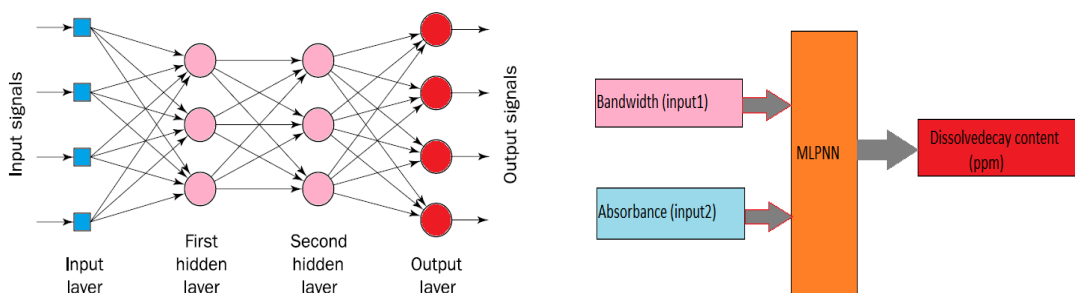 Input signals
Input
layer
First
hidden
layer
Second
hidden
layer
Output
layer
Output signals
Bandwidth (input1)
Absorbance (input2)
MLPNN
Dissolvedecay content
(ppm)